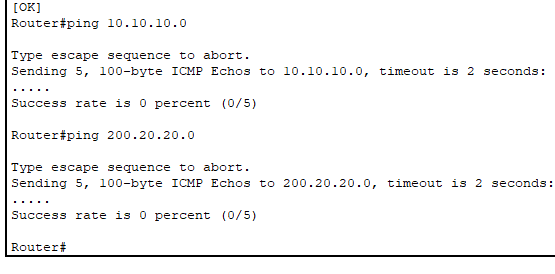 [OK]
Router#ping 10.10.10.0
Type escape sequence to abort.
Sending 5, 100-byte ICMP Echos to 10.10.10.0, timeout is 2 seconds:
.....
Success rate is 0 percent (0/5)
Router#ping 200.20.20.0
Type escape sequence to abort.
Sending 5, 100-byte ICMP Echos to 200.20.20.0, timeout is 2 seconds:
.....
Success rate is 0 percent (0/5)
Router#